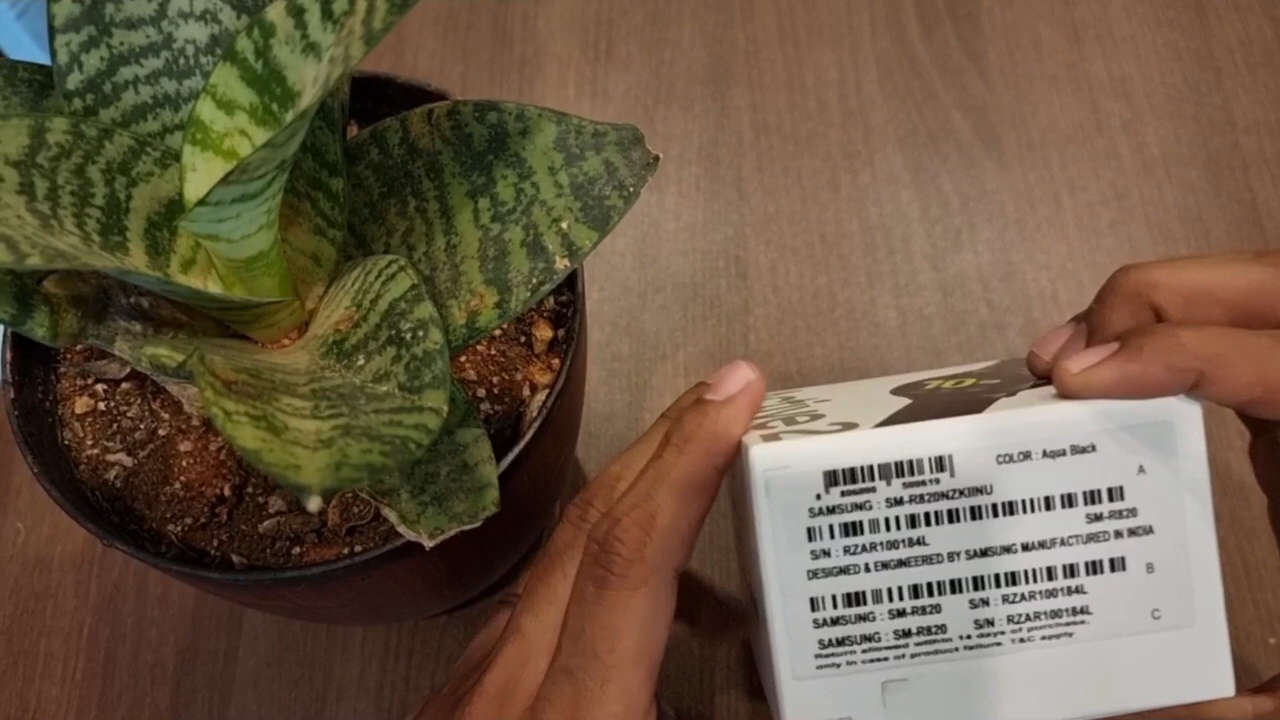 Active2
10
COLOR : Aqua Black
A
SAMSUNG : SM-R820NZKIINU
SM-R820
S/N : RZAR100184L
DESIGNED & ENGINEERED BY SAMSUNG MANUFACTURED IN INDIA
B
SAMSUNG : SM-R820 S/N : RZAR100184L
C
SAMSUNG : SM-R820 S/N : RZAR100184L
Return allowed within 14 days of purchase,
only in case of product failure. T&C apply